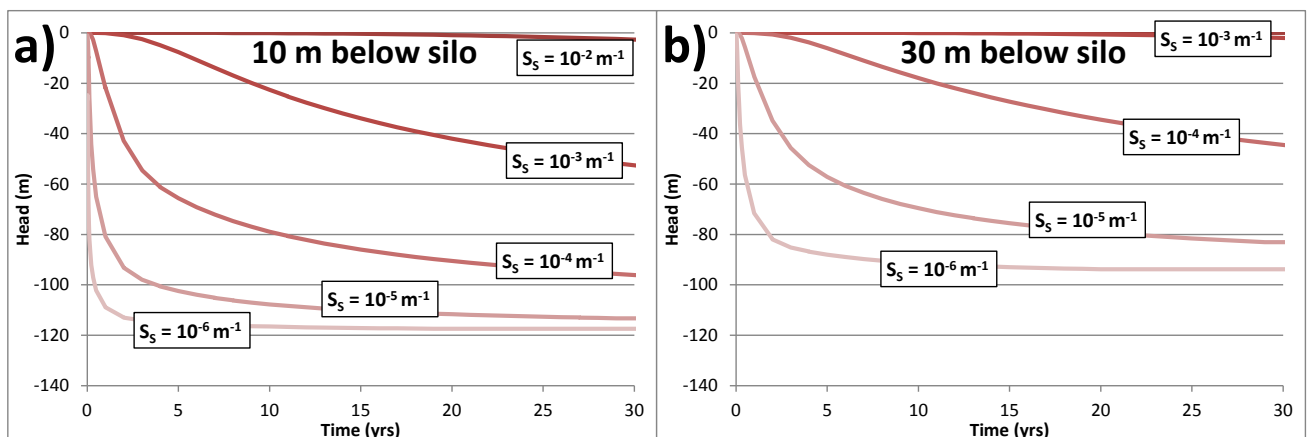 a)
10 m below silo
Head (m)
0
-20
-40
-60
-80
-100
-120
-140
S_S = 10⁻² m⁻¹
S_S = 10⁻³ m⁻¹
S_S = 10⁻⁴ m⁻¹
S_S = 10⁻⁵ m⁻¹
S_S = 10⁻⁶ m⁻¹
0 5 10 15 20 25 30
Time (yrs)
b)
30 m below silo
Head (m)
0
-20
-40
-60
-80
-100
-120
-140
S_S = 10⁻³ m⁻¹
S_S = 10⁻⁴ m⁻¹
S_S = 10⁻⁵ m⁻¹
S_S = 10⁻⁶ m⁻¹
0 5 10 15 20 25 30
Time (yrs)